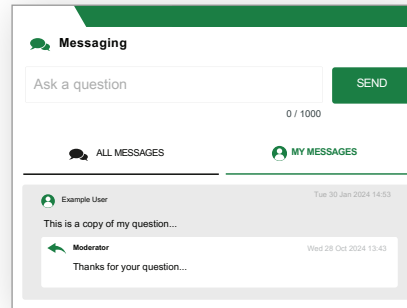 Messaging
Ask a question
SEND
0 / 1000
ALL MESSAGES
MY MESSAGES
Example User
Tue 30 Jan 2024 14:53
This is a copy of my question...
Moderator
Wed 28 Oct 2024 13:43
Thanks for your question...